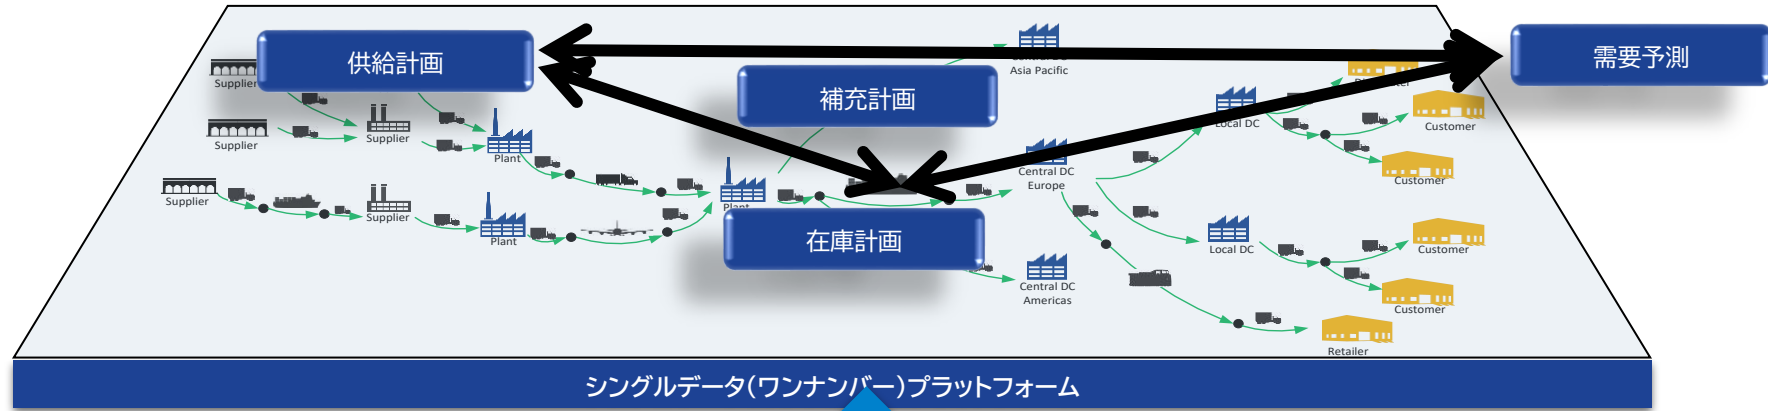 供給計画
需要予測
補充計画
在庫計画
Supplier
Supplier
Supplier
Supplier
Supplier
Plant
Plant
Plant
Asia Pacific
Central DC
Europe
Central DC
Americas
Local DC
Local DC
Customer
Customer
Customer
Customer
Retailer
シングルデータ(ワンナンバー)プラットフォーム